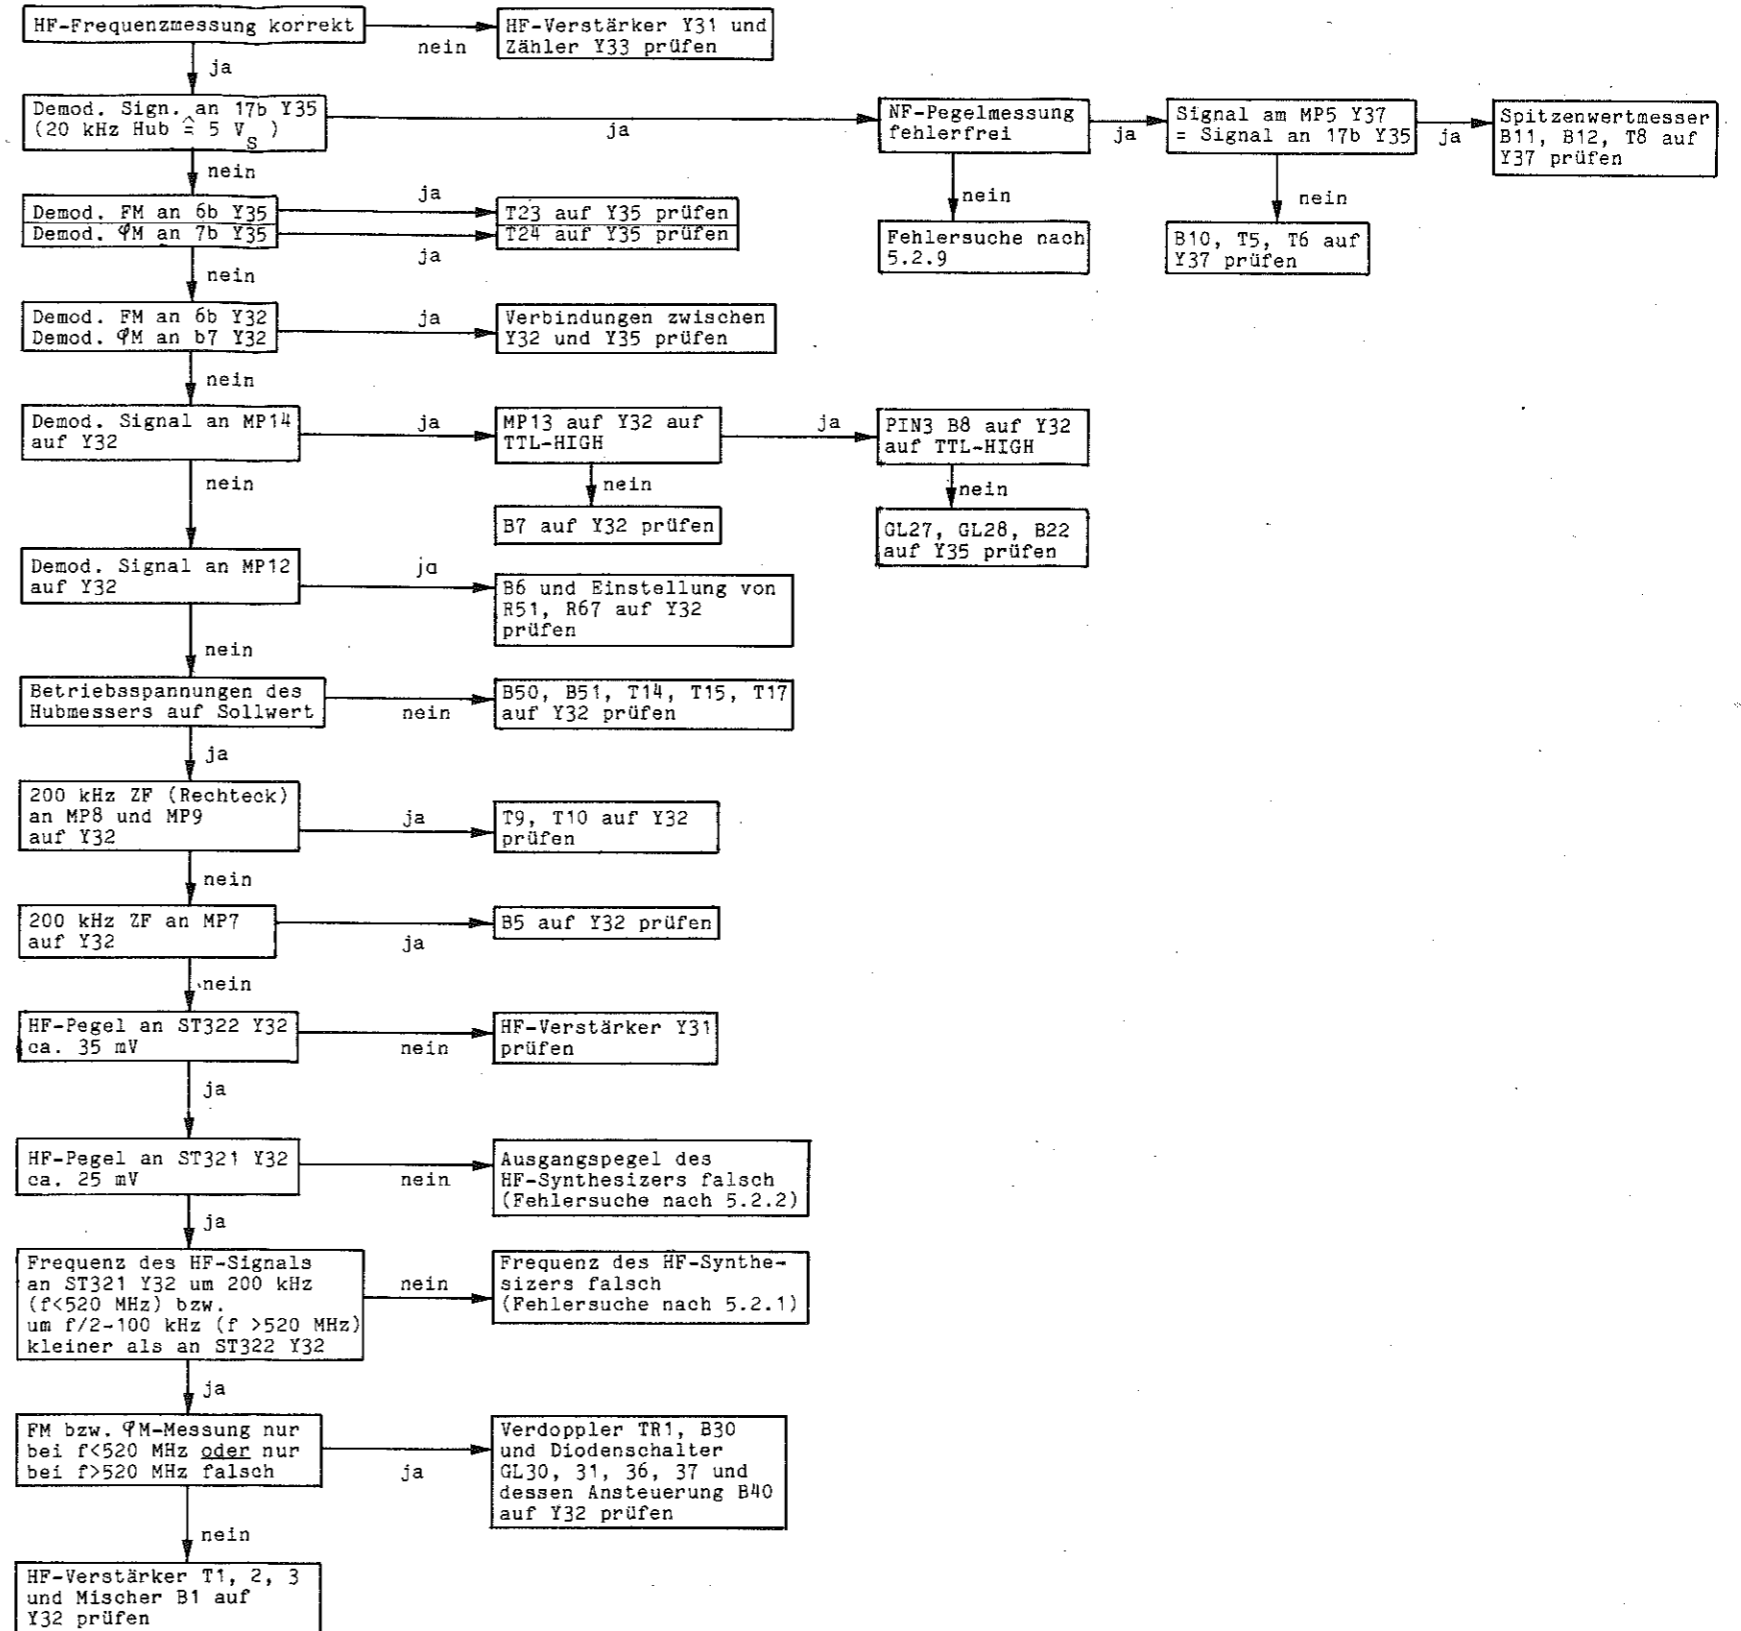 HF-Frequenzmessung korrekt
nein
HF-Verstärker Y31 und
Zähler Y33 prüfen
ja
Demod. Sign. an 17b Y35
(20 kHz Hub ≙ 5 V_S)
ja
NF-Pegelmessung
fehlerfrei
ja
Signal am MP5 Y37
= Signal an 17b Y35
ja
Spitzenwertmesser
B11, B12, T8 auf
Y37 prüfen
nein
nein
Fehlersuche nach
5.2.9
nein
B10, T5, T6 auf
Y37 prüfen
Demod. FM an 6b Y35
Demod. φM an 7b Y35
ja
ja
T23 auf Y35 prüfen
T24 auf Y35 prüfen
nein
Demod. FM an 6b Y32
Demod. φM an b7 Y32
ja
Verbindungen zwischen
Y32 und Y35 prüfen
nein
Demod. Signal an MP14
auf Y32
ja
MP13 auf Y32 auf
TTL-HIGH
ja
PIN3 B8 auf Y32
auf TTL-HIGH
nein
nein
B7 auf Y32 prüfen
nein
GL27, GL28, B22
auf Y35 prüfen
Demod. Signal an MP12
auf Y32
ja
B6 und Einstellung von
R51, R67 auf Y32
prüfen
nein
Betriebsspannungen des
Hubmessers auf Sollwert
nein
B50, B51, T14, T15, T17
auf Y32 prüfen
ja
200 kHz ZF (Rechteck)
an MP8 und MP9
auf Y32
ja
T9, T10 auf Y32
prüfen
nein
200 kHz ZF an MP7
auf Y32
ja
B5 auf Y32 prüfen
nein
HF-Pegel an ST322 Y32
ca. 35 mV
nein
HF-Verstärker Y31
prüfen
ja
HF-Pegel an ST321 Y32
ca. 25 mV
nein
Ausgangspegel des
HF-Synthesizers falsch
(Fehlersuche nach 5.2.2)
ja
Frequenz des HF-Signals
an ST321 Y32 um 200 kHz
(f<520 MHz) bzw.
um f/2-100 kHz (f >520 MHz)
kleiner als an ST322 Y32
nein
Frequenz des HF-Synthe-
sizers falsch
(Fehlersuche nach 5.2.1)
ja
FM bzw. φM-Messung nur
bei f<520 MHz oder nur
bei f>520 MHz falsch
ja
Verdoppler TR1, B30
und Diodenschalter
GL30, 31, 36, 37 und
dessen Ansteuerung B40
auf Y32 prüfen
nein
HF-Verstärker T1, 2, 3
und Mischer B1 auf
Y32 prüfen